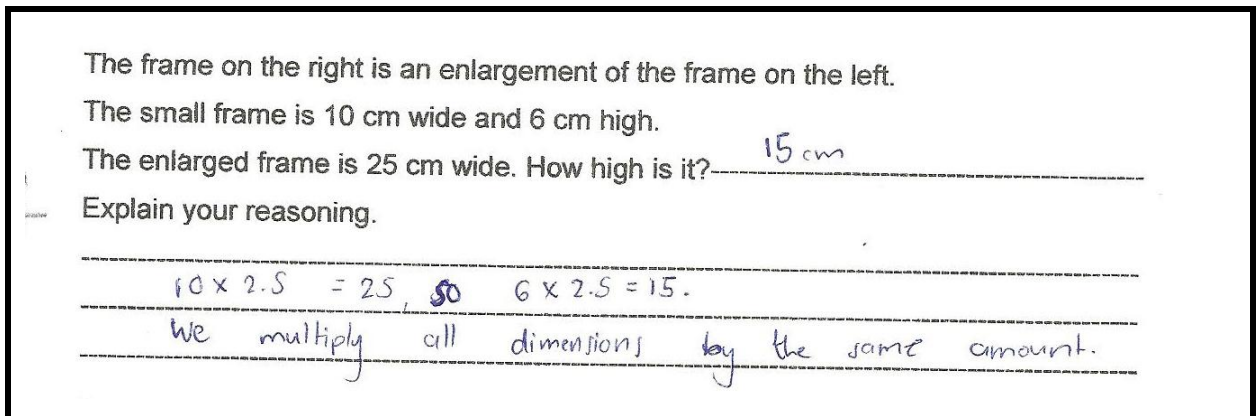 The frame on the right is an enlargement of the frame on the left.
The small frame is 10 cm wide and 6 cm high.
The enlarged frame is 25 cm wide. How high is it? 15 cm
Explain your reasoning.
10 x 2.5 = 25, so 6 x 2.5 = 15.
We multiply all dimensions by the same amount.